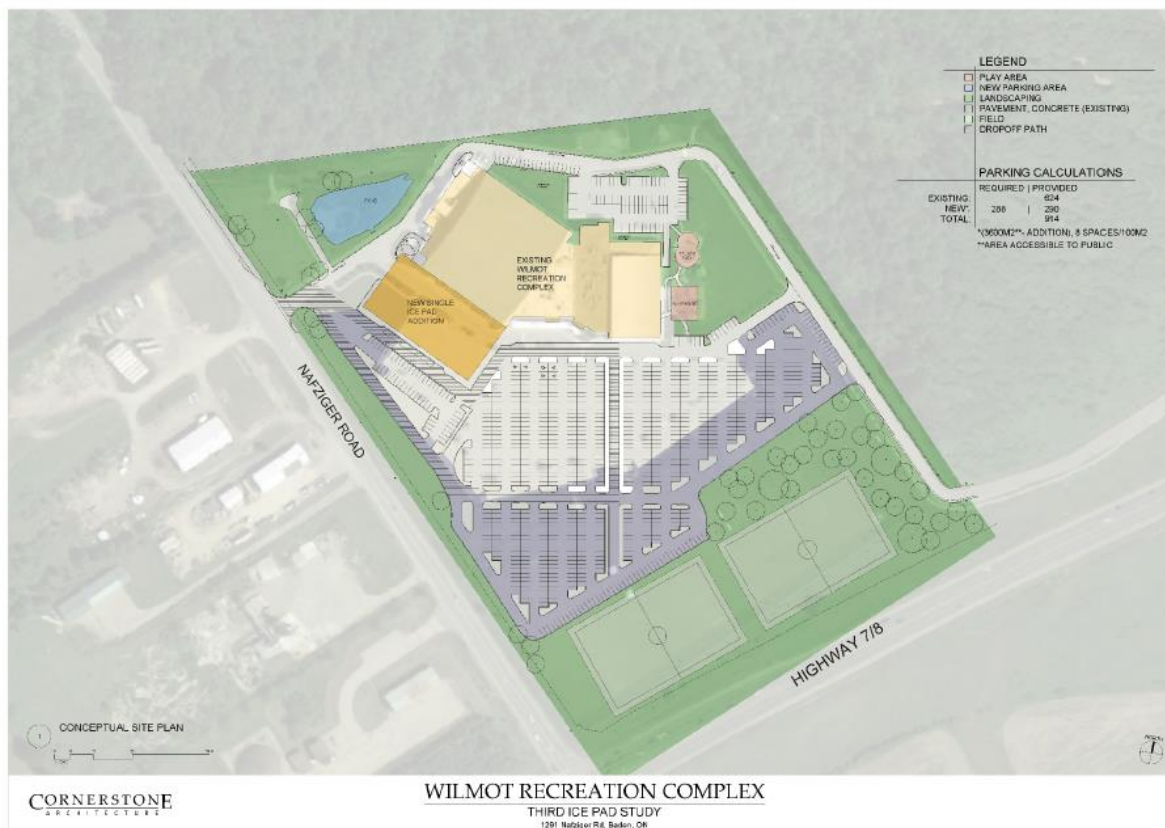 LEGEND
PLAY AREA
NEW PARKING AREA
LANDSCAPING
PAVEMENT, CONCRETE (EXISTING)
FIELD
DROPOFF PATH
PARKING CALCULATIONS
REQUIRED | PROVIDED
EXISTING: 624
NEW*: 288 | 290
TOTAL: 914
*(3600M2**- ADDITION), 8 SPACES/100M2
**AREA ACCESSIBLE TO PUBLIC
EXISTING
WILMOT
RECREATION
COMPLEX
NEW SINGLE
ICE PAD
ADDITION
NAFZIGER ROAD
HIGHWAY 7/8
1
CONCEPTUAL SITE PLAN
CORNERSTONE
ARCHITECTURE
WILMOT RECREATION COMPLEX
THIRD ICE PAD STUDY
1291 Nafziger Rd, Baden, ON